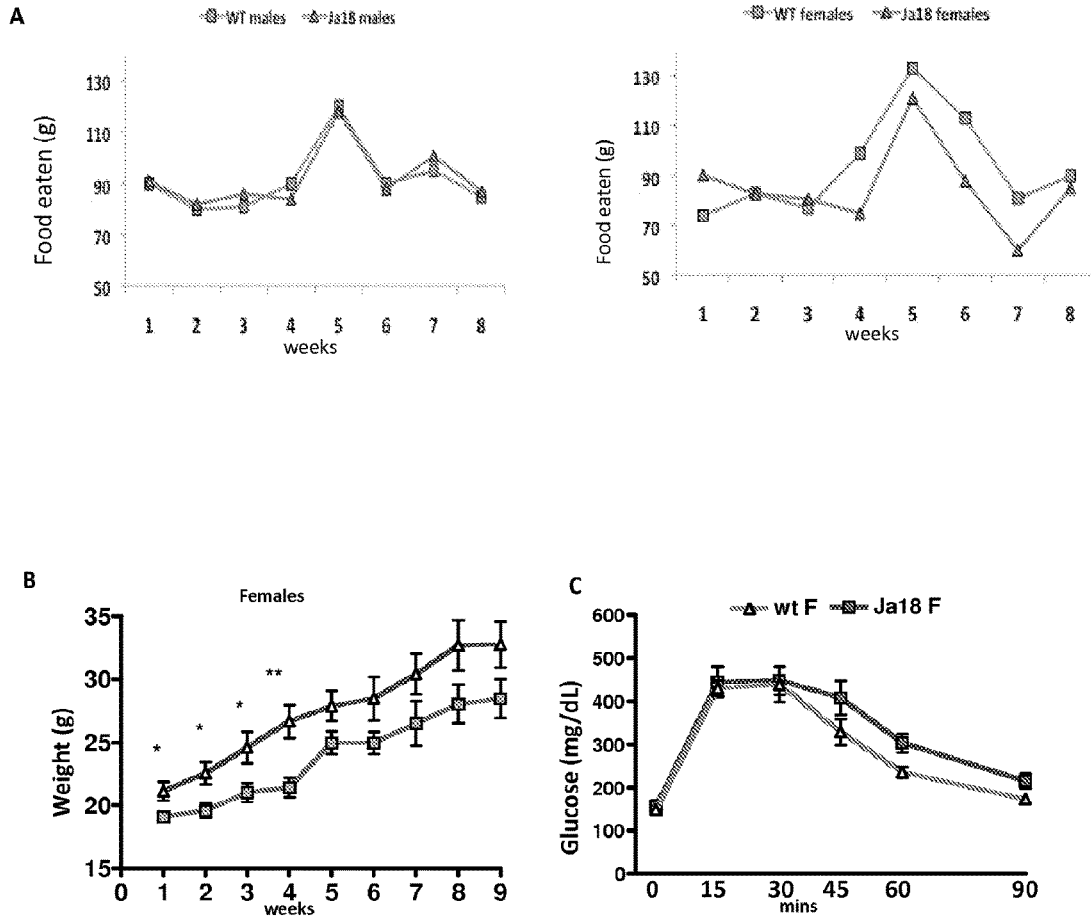 A
WT males Ja18 males
130
110
90
70
50
Food eaten (g)
1 2 3 4 5 6 7 8
weeks
WT females Ja18 females
130
110
90
70
50
Food eaten (g)
1 2 3 4 5 6 7 8
weeks
B
Females
35
30
25
20
15
Weight (g)
* * * **
0 1 2 3 4 5 6 7 8 9
weeks
C
wt F Ja18 F
600
500
400
300
200
100
0
Glucose (mg/dL)
0 15 30 45 60 90
mins